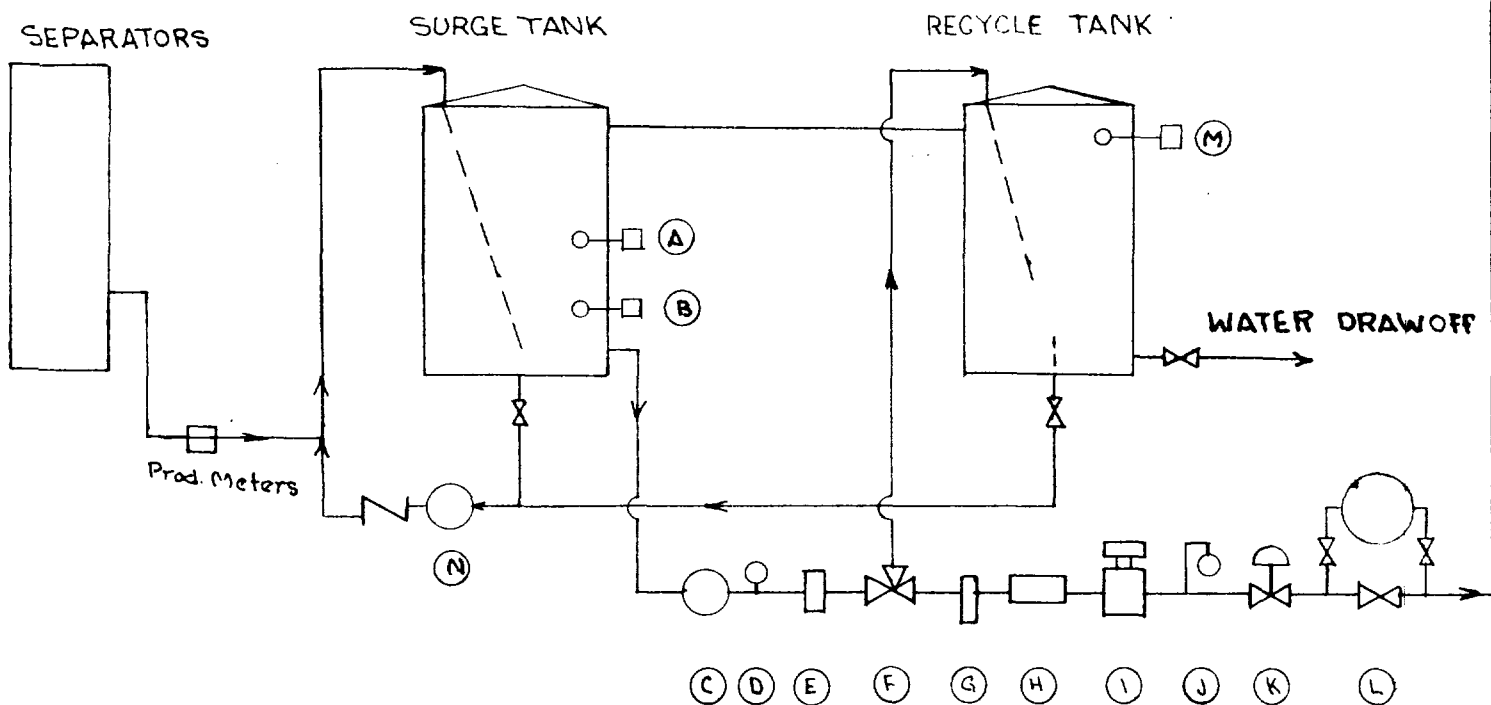 SEPARATORS
SURGE TANK
RECYCLE TANK
M
A
B
WATER DRAWOFF
Prod. Meters
N
C D E F G H I J K L